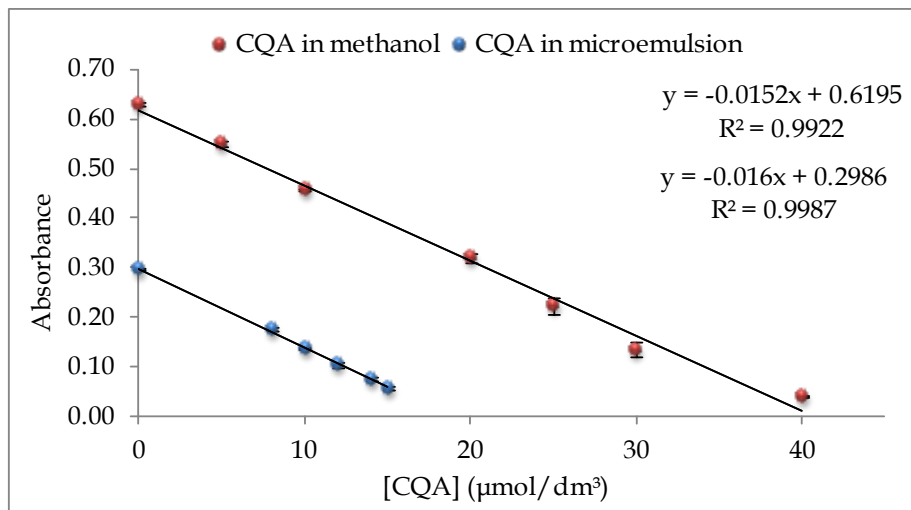 CQA in methanol CQA in microemulsion
0.70
0.60
0.50
0.40
0.30
0.20
0.10
0.00
Absorbance
y = -0.0152x + 0.6195
R² = 0.9922
y = -0.016x + 0.2986
R² = 0.9987
0 10 20 30 40
[CQA] (μmol/dm³)